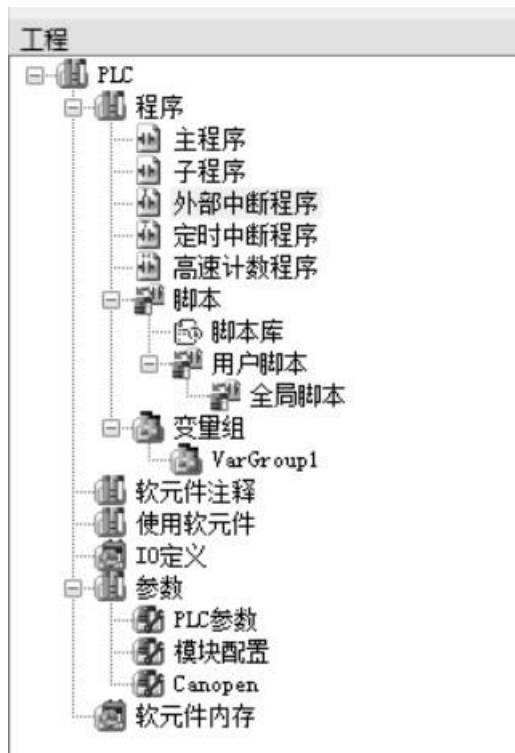 工程
PLC
程序
主程序
子程序
外部中断程序
定时中断程序
高速计数程序
脚本
脚本库
用户脚本
全局脚本
变量组
VarGroup1
软元件注释
使用软元件
IO定义
参数
PLC参数
模块配置
Canopen
软元件内存